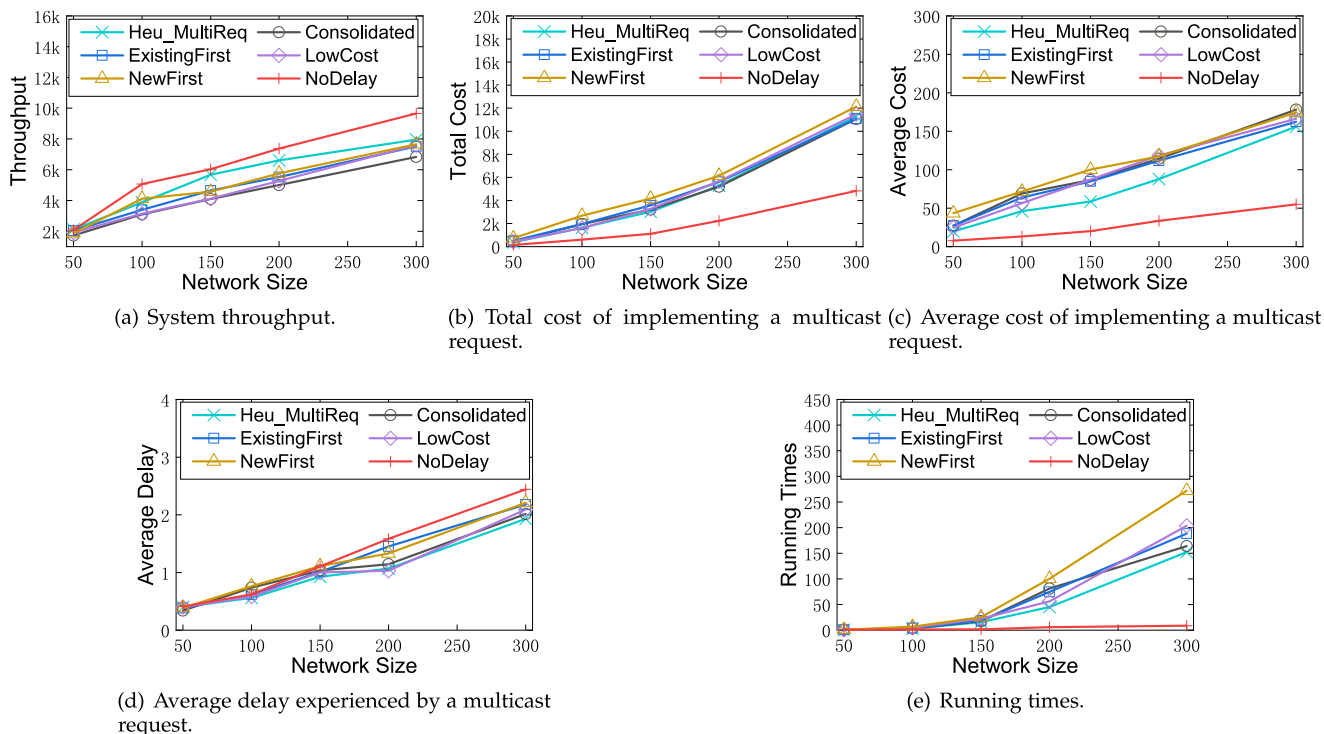 16k
14k
12k
10k
8k
6k
4k
2k
Throughput
Heu_MultiReq
ExistingFirst
NewFirst
Consolidated
LowCost
NoDelay
50 100 150 200 250 300
Network Size
(a) System throughput.
20k
18k
16k
14k
12k
10k
8k
6k
4k
2k
0
Total Cost
Heu_MultiReq
ExistingFirst
NewFirst
Consolidated
LowCost
NoDelay
50 100 150 200 250 300
Network Size
(b) Total cost of implementing a multicast
request.
300
250
200
150
100
50
0
Average Cost
Heu_MultiReq
ExistingFirst
NewFirst
Consolidated
LowCost
NoDelay
50 100 150 200 250 300
Network Size
(c) Average cost of implementing a multicast
request.
4
3
2
1
0
Average Delay
Heu_MultiReq
ExistingFirst
NewFirst
Consolidated
LowCost
NoDelay
50 100 150 200 250 300
Network Size
(d) Average delay experienced by a multicast
request.
450
400
350
300
250
200
150
100
50
0
Running Times
Heu_MultiReq
ExistingFirst
NewFirst
Consolidated
LowCost
NoDelay
50 100 150 200 250 300
Network Size
(e) Running times.